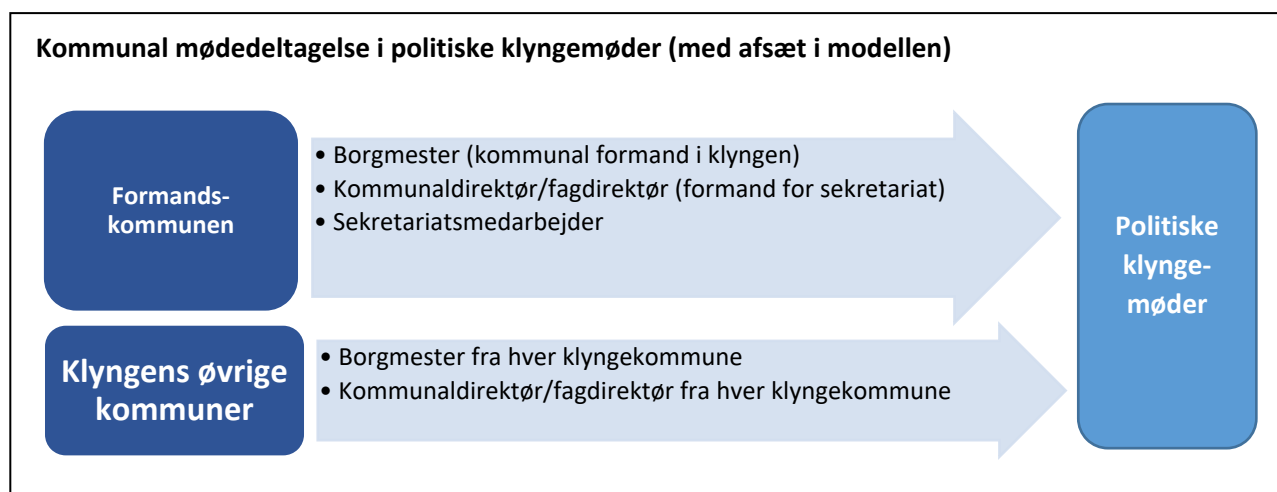 Kommunal mødedeltagelse i politiske klyngemøder (med afsæt i modellen)
Formands-
kommunen
• Borgmester (kommunal formand i klyngen)
• Kommunaldirektør/fagdirektør (formand for sekretariat)
• Sekretariatsmedarbejder
Klyngens øvrige
kommuner
• Borgmester fra hver klyngekommune
• Kommunaldirektør/fagdirektør fra hver klyngekommune
Politiske
klynge-
møder